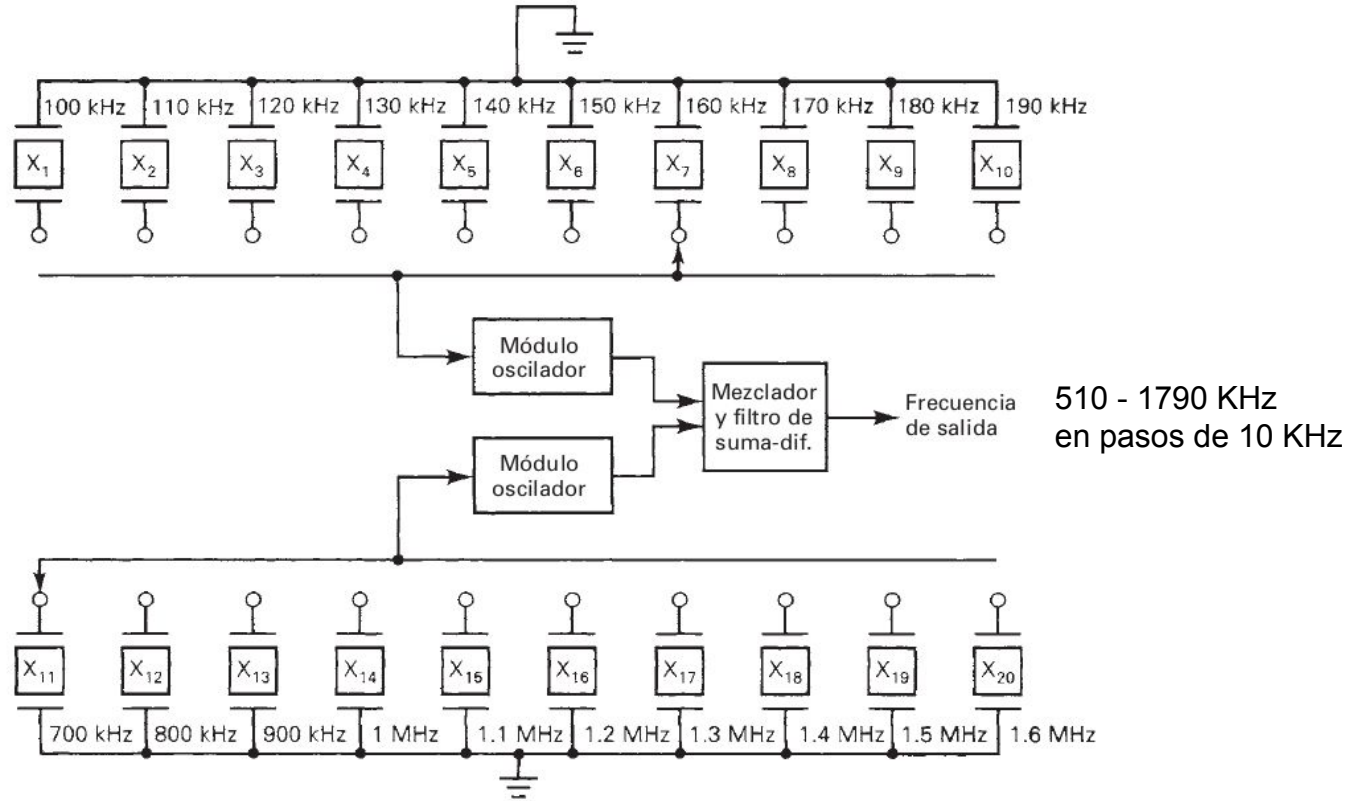 100 kHz 110 kHz 120 kHz 130 kHz 140 kHz 150 kHz 160 kHz 170 kHz 180 kHz 190 kHz
X1 X2 X3 X4 X5 X6 X7 X8 X9 X10
Módulo
oscilador
Mezclador
y filtro de
suma-dif.
Frecuencia
de salida
510 - 1790 KHz
en pasos de 10 KHz
Módulo
oscilador
X11 X12 X13 X14 X15 X16 X17 X18 X19 X20
700 kHz 800 kHz 900 kHz 1 MHz 1.1 MHz 1.2 MHz 1.3 MHz 1.4 MHz 1.5 MHz 1.6 MHz